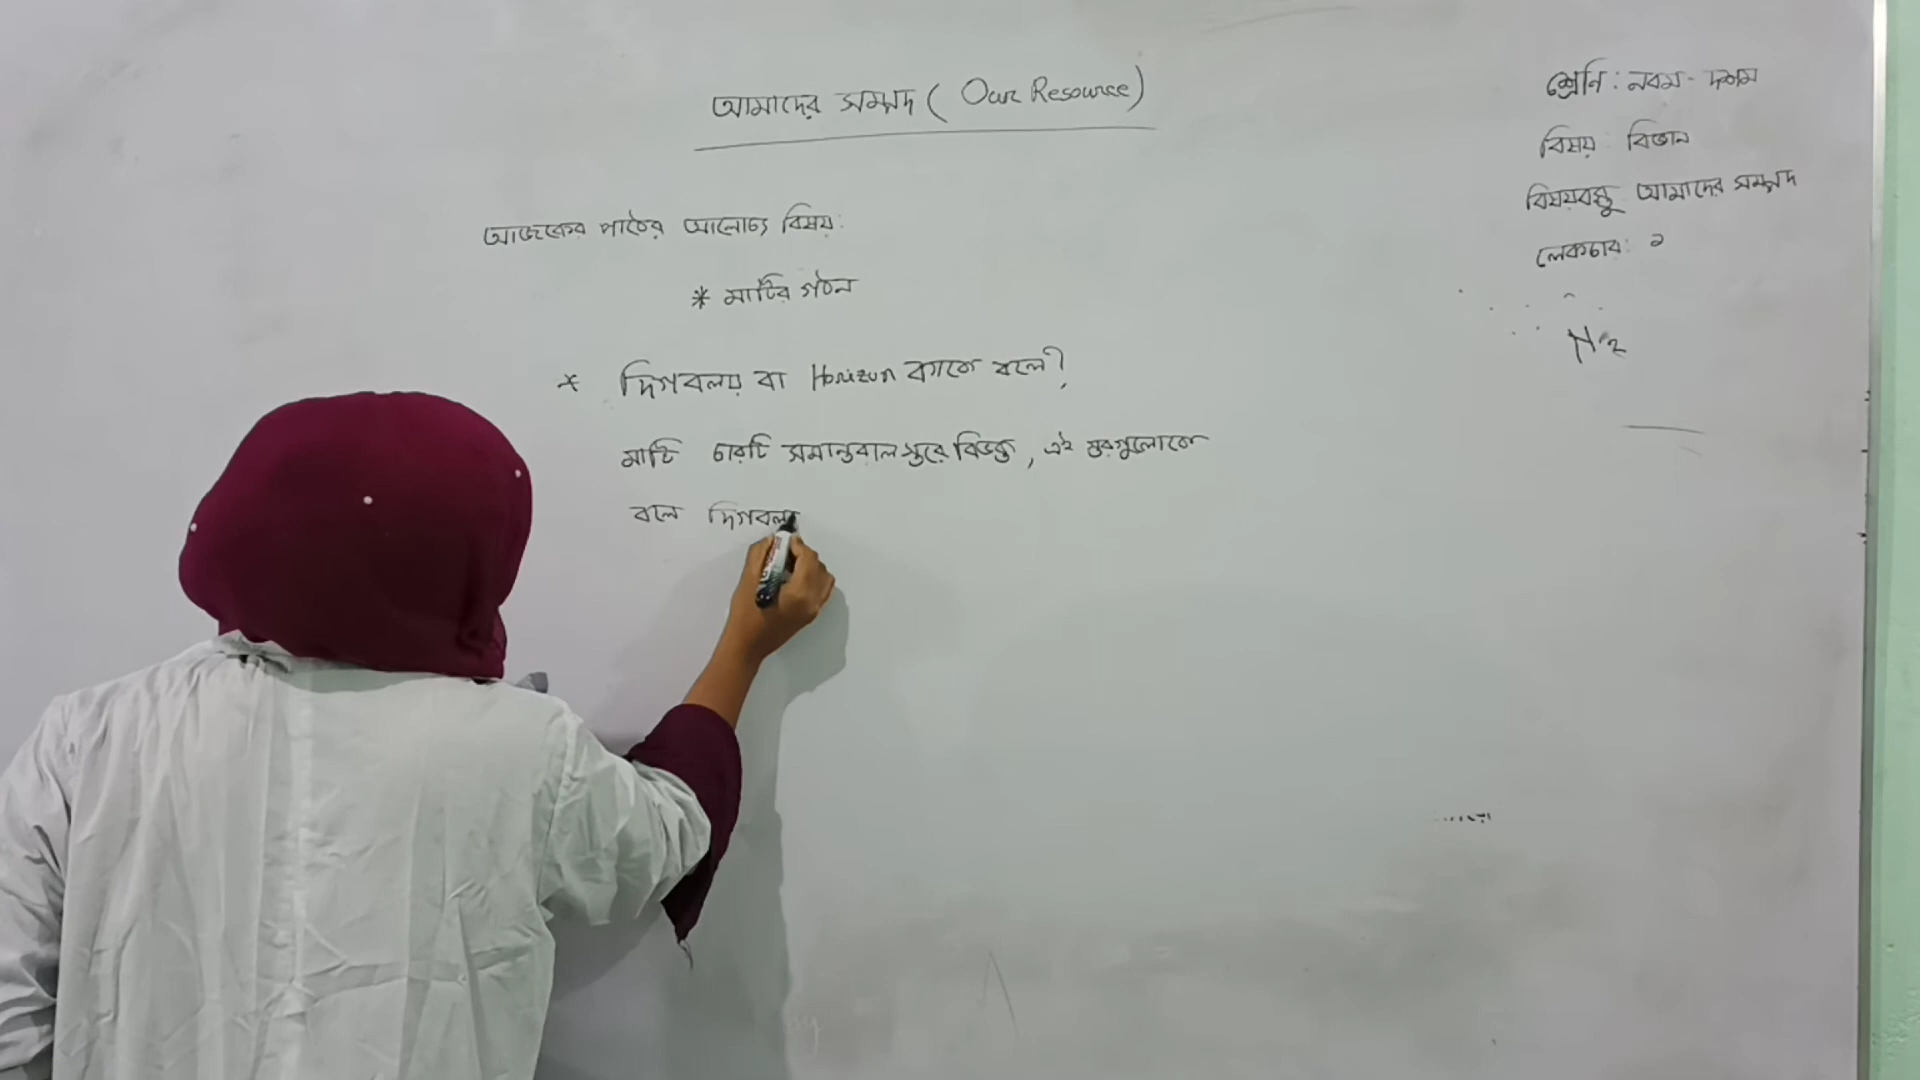 আমাদের সম্পদ ( Our Resource)
আজকের পাঠের আলোচ্য বিষয়:
* মাটির গঠন
* দিগবলয় বা Horizon কাকে বলে?
মাটি চারটি সমান্তরাল স্তরে বিভক্ত, এই স্তরগুলোকে
বলে দিগবলয়
শ্রেণি: নবম - দশম
বিষয়: বিজ্ঞান
বিষয়বস্তু আমাদের সম্পদ
লেকচার: ১